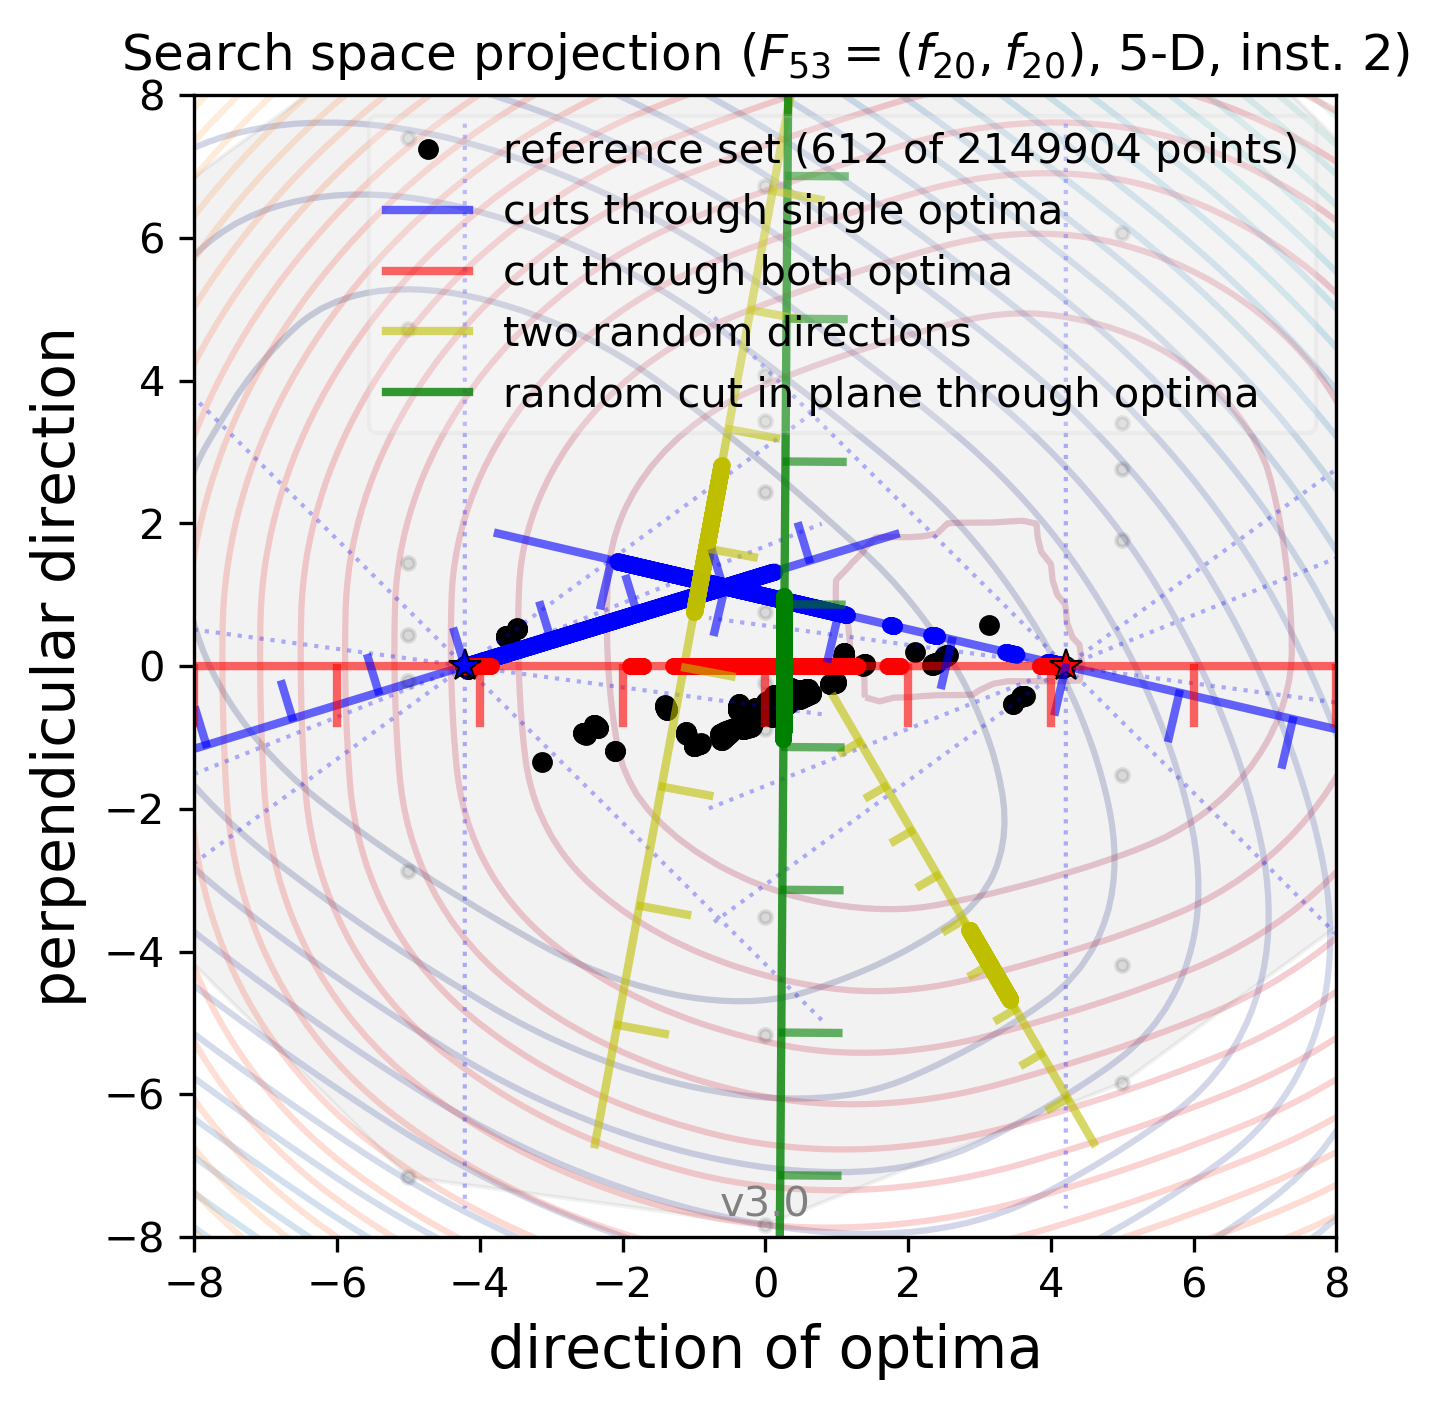 Search space projection (F₅₃ = (f₂₀, f₂₀), 5-D, inst. 2)
reference set (612 of 2149904 points)
cuts through single optima
cut through both optima
two random directions
random cut in plane through optima
8
6
4
2
0
−2
−4
−6
−8
perpendicular direction
v3.0
−8 −6 −4 −2 0 2 4 6 8
direction of optima